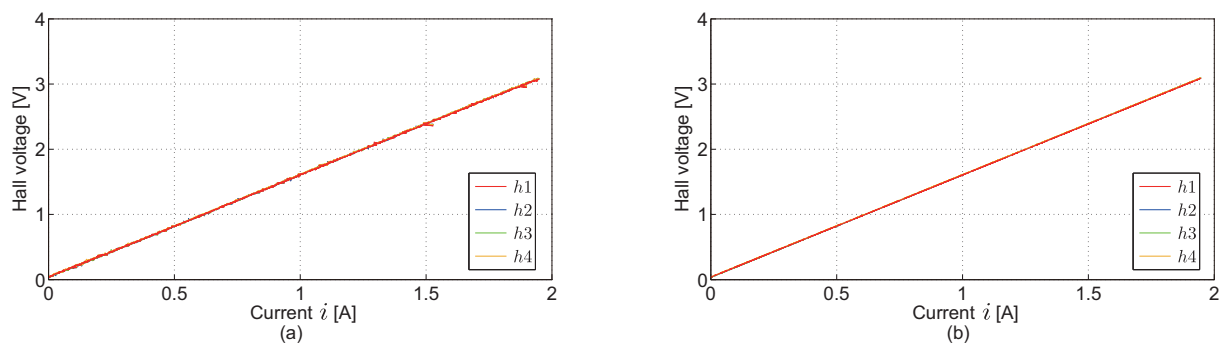 4
3
2
1
0
Hall voltage [V]
0 0.5 1 1.5 2
Current i [A]
(a)
h1
h2
h3
h4
4
3
2
1
0
Hall voltage [V]
0 0.5 1 1.5 2
Current i [A]
(b)
h1
h2
h3
h4